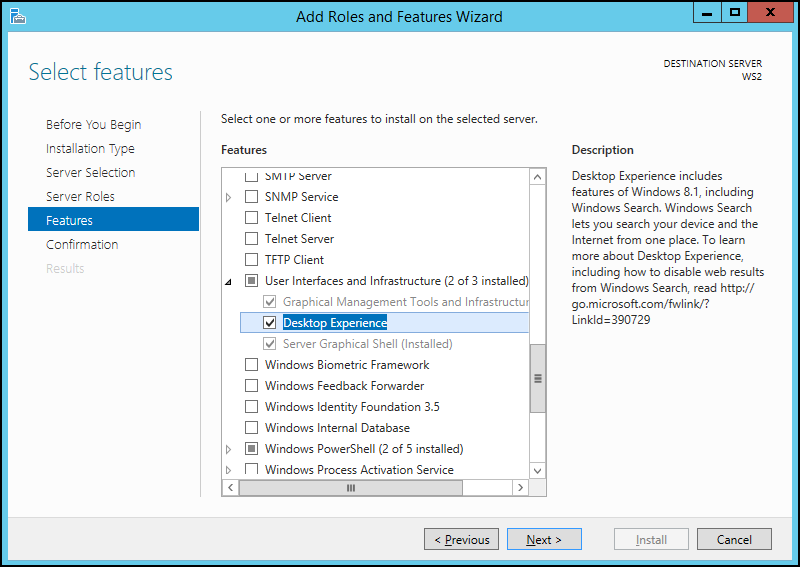 Add Roles and Features Wizard
Select features
DESTINATION SERVER
WS2
Before You Begin
Installation Type
Server Selection
Server Roles
Features
Confirmation
Results
Select one or more features to install on the selected server.
Features
SMTP Server
SNMP Service
Telnet Client
Telnet Server
TFTP Client
User Interfaces and Infrastructure (2 of 3 installed)
Graphical Management Tools and Infrastructur
Desktop Experience
Server Graphical Shell (Installed)
Windows Biometric Framework
Windows Feedback Forwarder
Windows Identity Foundation 3.5
Windows Internal Database
Windows PowerShell (2 of 5 installed)
Windows Process Activation Service
Description
Desktop Experience includes
features of Windows 8.1, including
Windows Search. Windows Search
lets you search your device and the
Internet from one place. To learn
more about Desktop Experience,
including how to disable web results
from Windows Search, read http://
go.microsoft.com/fwlink/?
LinkId=390729
< Previous
Next >
Install
Cancel